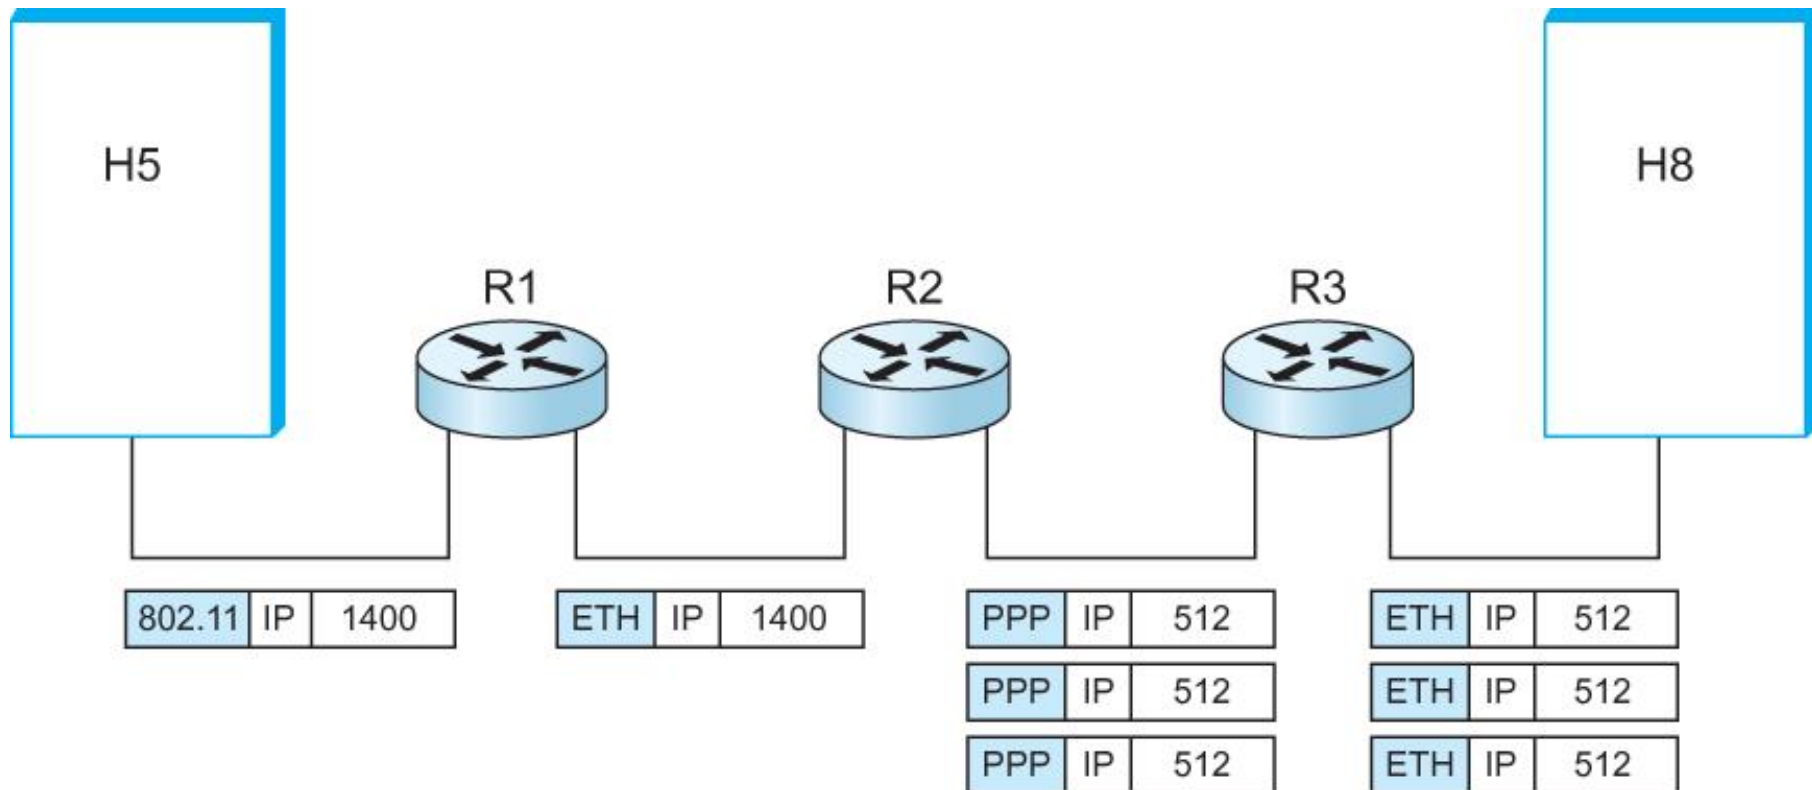 H5
H8
R1
R2
R3
802.11 IP 1400
ETH IP 1400
PPP IP 512
ETH IP 512
PPP IP 512
ETH IP 512
PPP IP 512
ETH IP 512